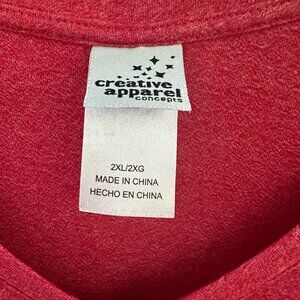 creative
apparel
concepts
2XL/2XG
MADE IN CHINA
HECHO EN CHINA